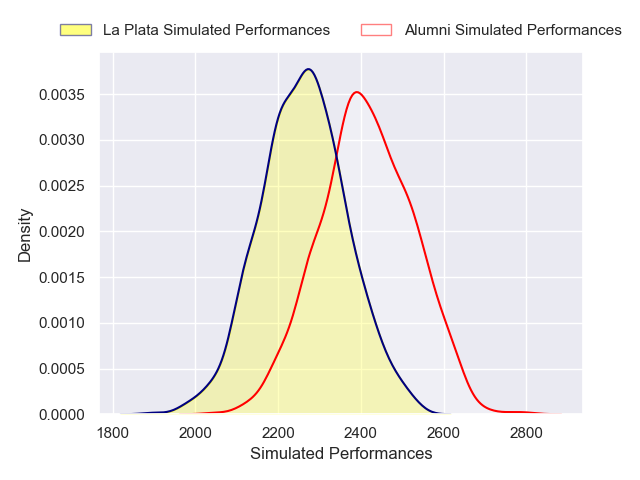 La Plata Simulated Performances
Alumni Simulated Performances
0.0035
0.0030
0.0025
0.0020
0.0015
0.0010
0.0005
0.0000
Density
1800 2000 2200 2400 2600 2800
Simulated Performances